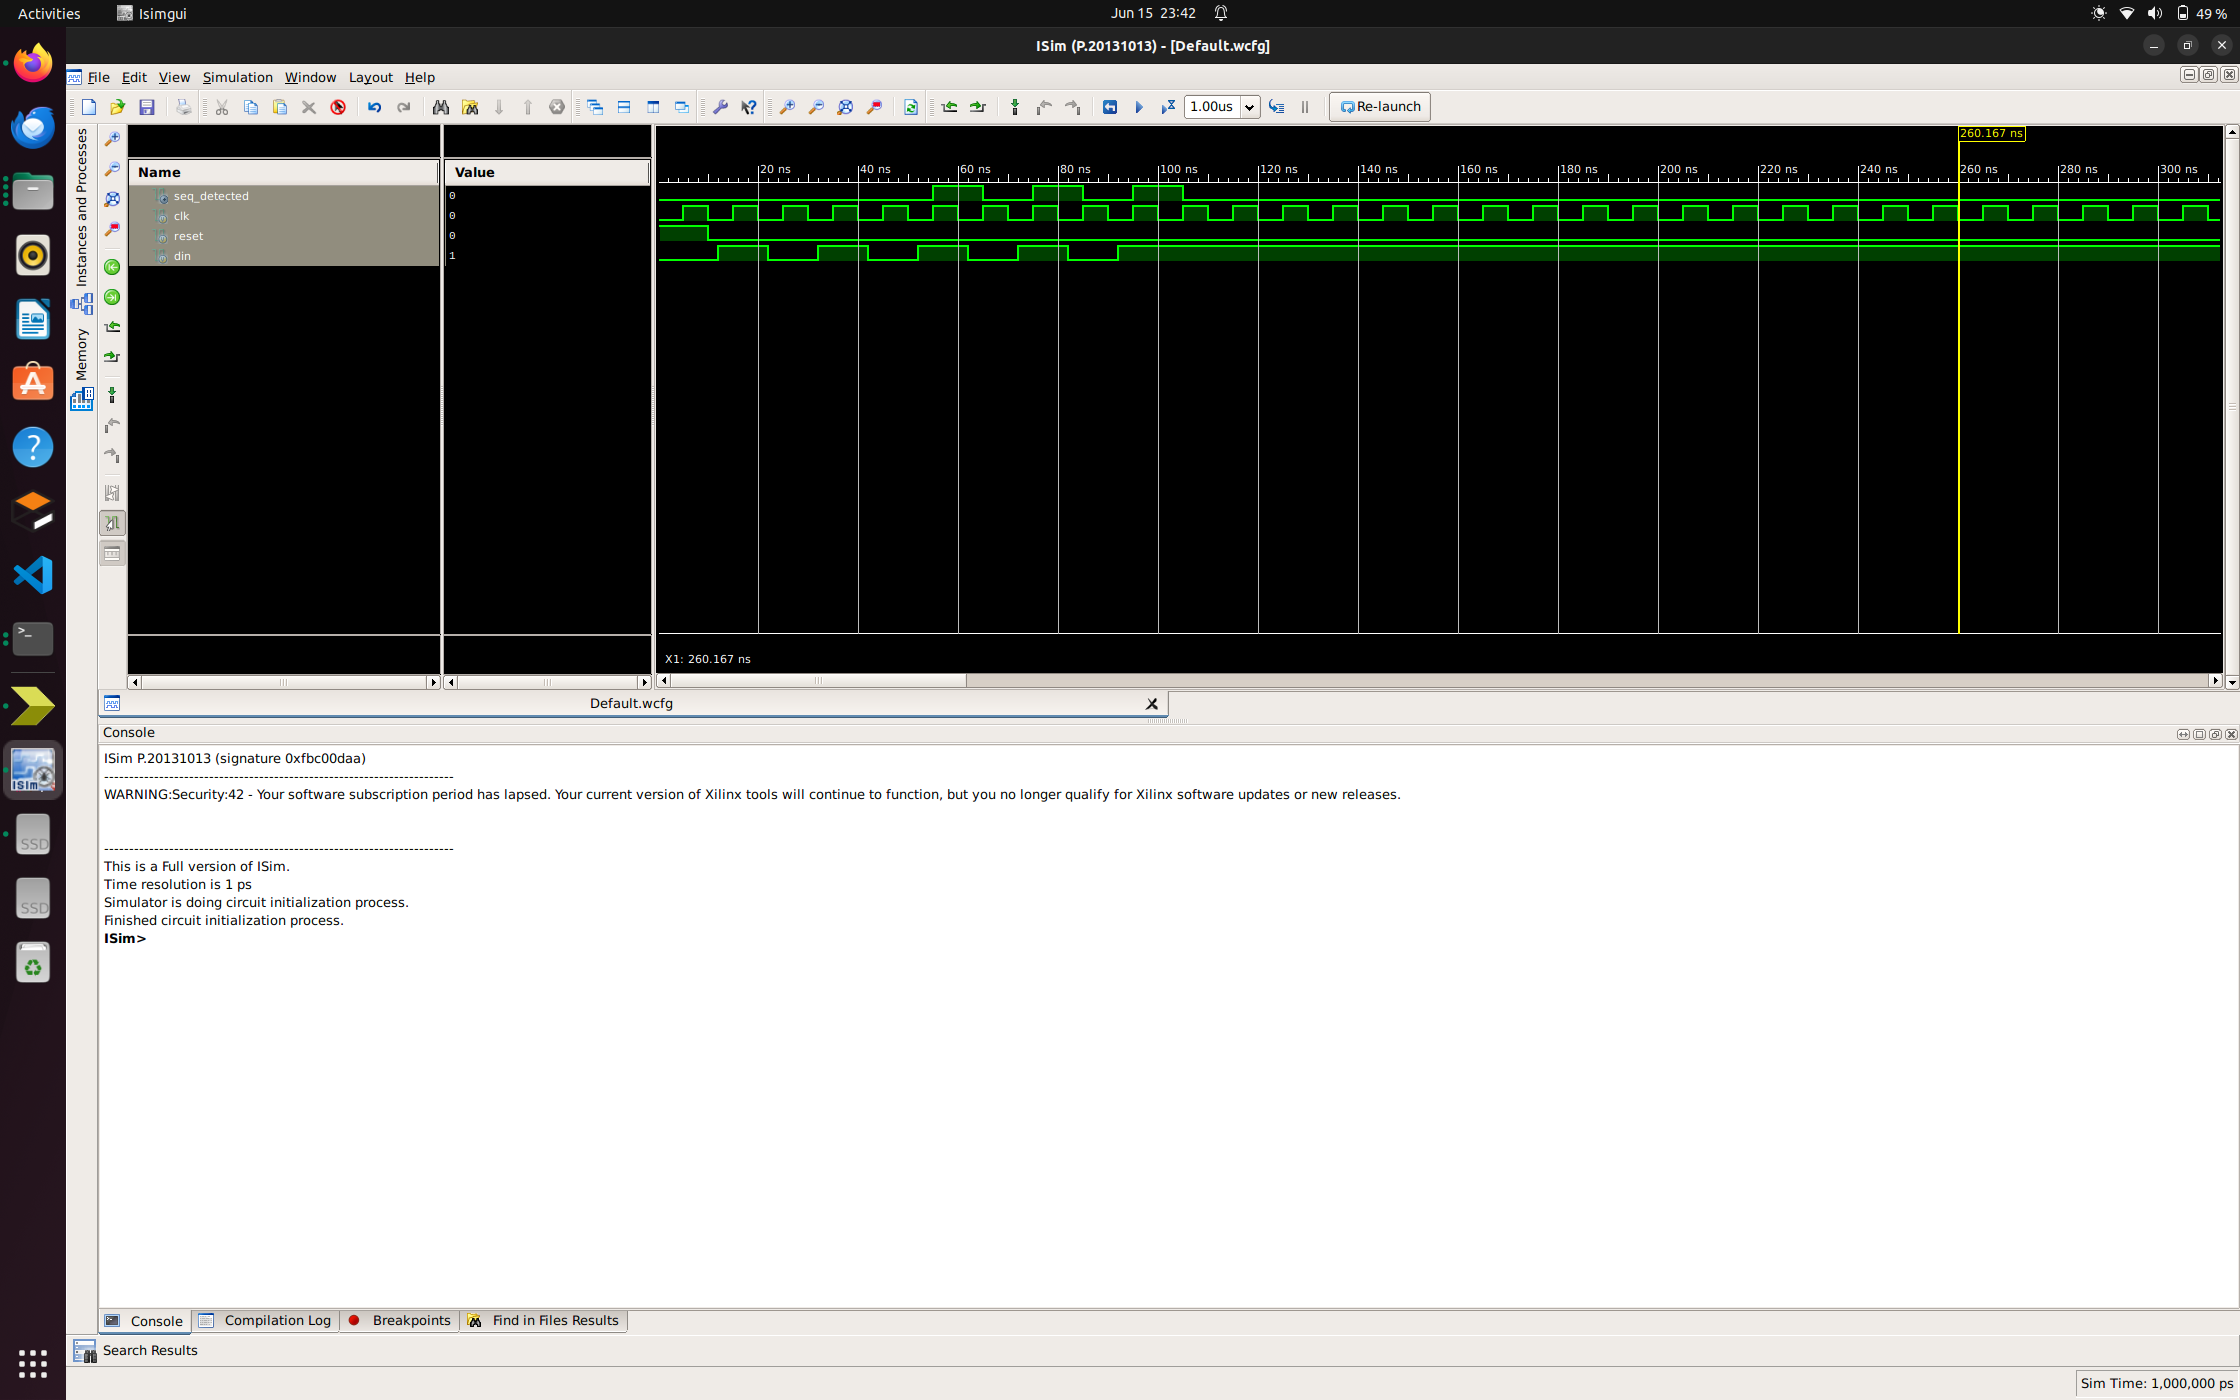 Activities
Isimgui
Jun 15 23:42
49 %
ISim (P.20131013) - [Default.wcfg]
File Edit View Simulation Window Layout Help
1.00us
Re-launch
Instances and Processes
Memory
Name
Value
seq_detected
0
clk
0
reset
0
din
1
260.167 ns
20 ns
40 ns
60 ns
80 ns
100 ns
120 ns
140 ns
160 ns
180 ns
200 ns
220 ns
240 ns
260 ns
280 ns
300 ns
X1: 260.167 ns
Default.wcfg
Console
ISim P.20131013 (signature 0xfbc00daa)
----------------------------------------------------------------------
WARNING:Security:42 - Your software subscription period has lapsed. Your current version of Xilinx tools will continue to function, but you no longer qualify for Xilinx software updates or new releases.
----------------------------------------------------------------------
This is a Full version of ISim.
Time resolution is 1 ps
Simulator is doing circuit initialization process.
Finished circuit initialization process.
ISim>
ISim
SSD
SSD
Console
Compilation Log
Breakpoints
Find in Files Results
Search Results
Sim Time: 1,000,000 ps